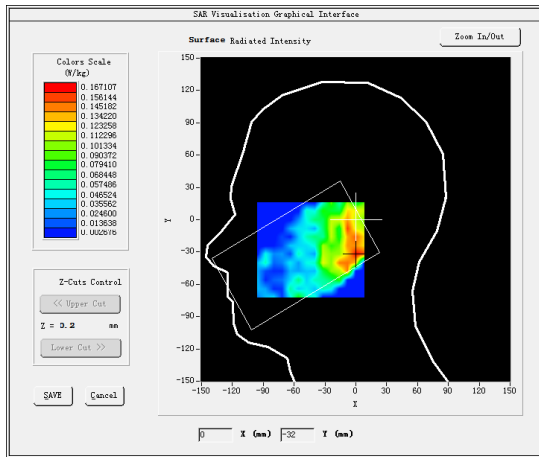 SAR Visualisation Graphical Interface
Surface Radiated Intensity
Zoom In/Out
Colors Scale
(W/kg)
0.167107
0.156144
0.145182
0.134220
0.123258
0.112296
0.101334
0.090372
0.079410
0.068448
0.057486
0.046524
0.035562
0.024600
0.013638
0.002676
Z-Cuts Control
<< Upper Cut
Z = 0.2 mm
Lower Cut >>
SAVE Cancel
150
120
90
60
30
0
-30
-60
-90
-120
-150
Y
-150 -120 -90 -60 -30 0 30 60 90 120 150
X
0 X (mm) -32 Y (mm)